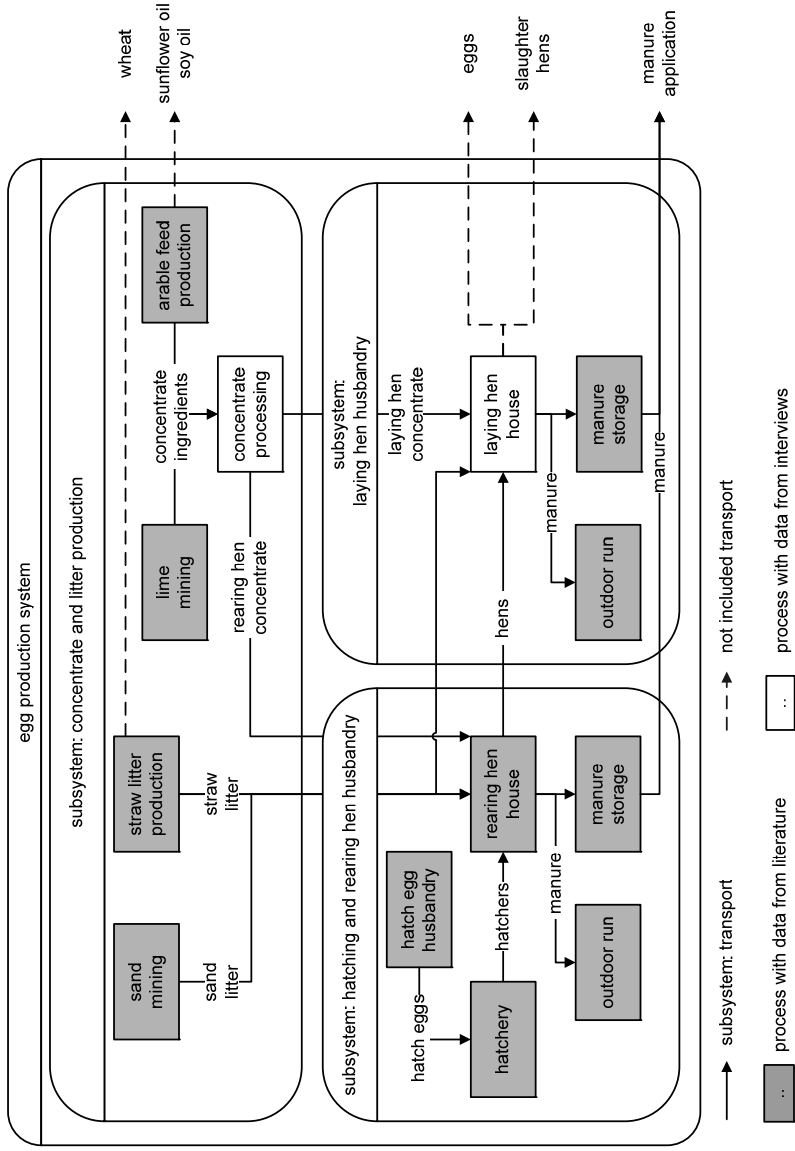 egg production system
subsystem: concentrate and litter production
sand
mining
straw litter
production
lime
mining
arable feed
production
wheat
sunflower oil
soy oil
sand
litter
straw
litter
concentrate
ingredients
concentrate
processing
rearing hen
concentrate
subsystem: hatching and rearing hen husbandry
hatch egg
husbandry
hatch eggs
hatchery
hatchers
rearing hen
house
manure
outdoor run
manure
storage
subsystem:
laying hen husbandry
laying hen
concentrate
hens
laying hen
house
manure
outdoor run
manure
storage
manure
eggs
slaughter
hens
manure
application
subsystem: transport
not included transport
..
process with data from literature
..
process with data from interviews